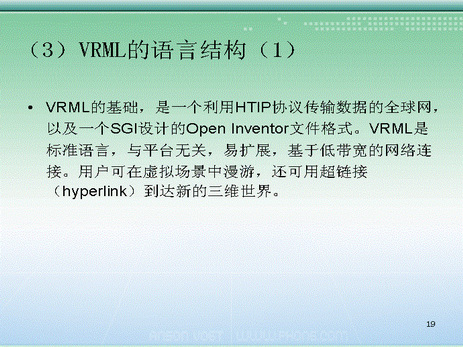 （3）VRML的语言结构（1）
• VRML的基础，是一个利用HTIP协议传输数据的全球网，
以及一个SGI设计的Open Inventor文件格式。VRML是
标准语言，与平台无关，易扩展，基于低带宽的网络连
接。用户可在虚拟场景中漫游，还可用超链接
（hyperlink）到达新的三维世界。
19